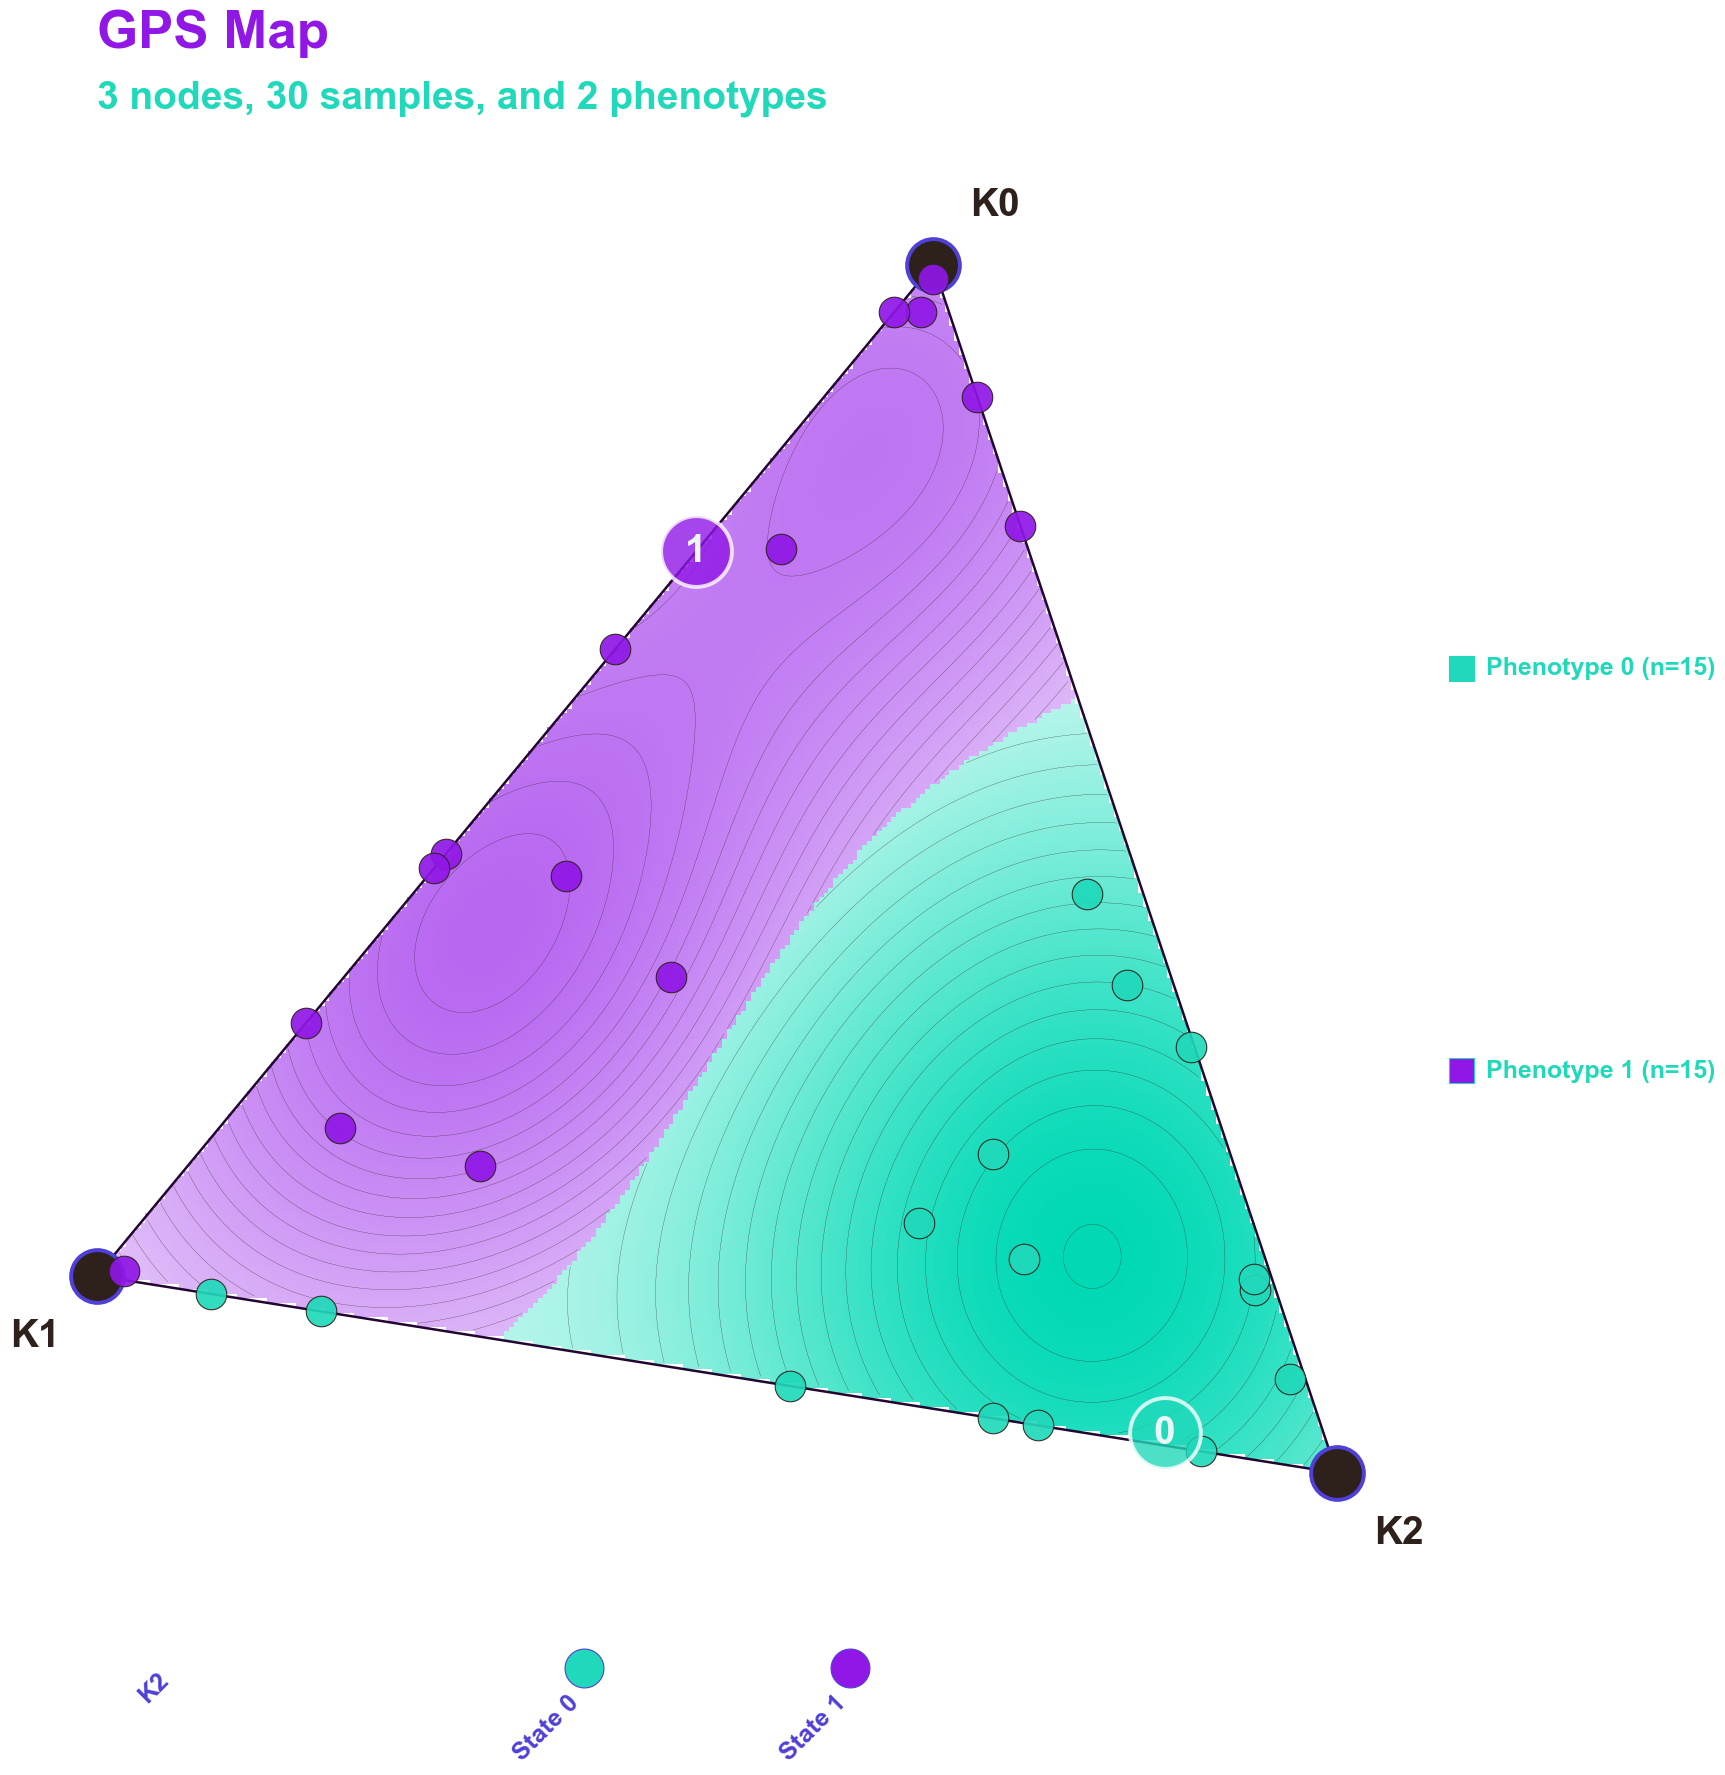 GPS Map
3 nodes, 30 samples, and 2 phenotypes
K0
1
Phenotype 0 (n=15)
Phenotype 1 (n=15)
K1
0
K2
K2
State 0
State 1